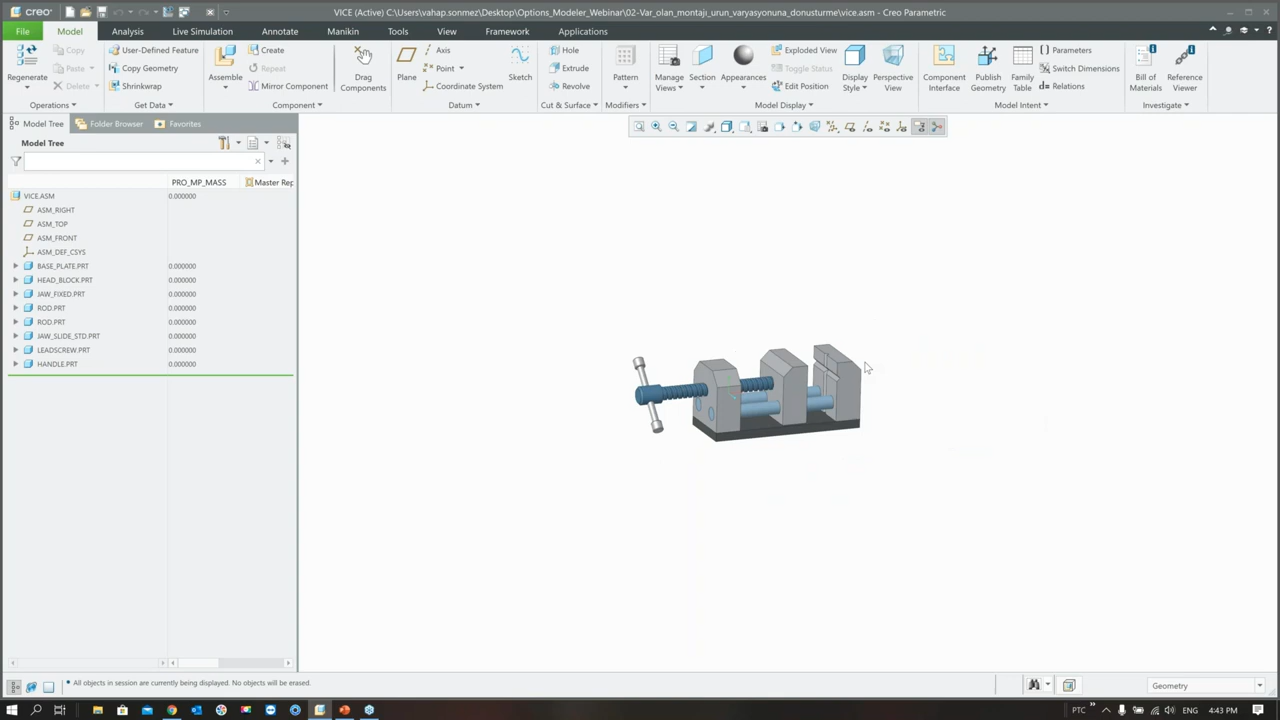 creo VICE (Active) C:\Users\vahap.sonmez\Desktop\Options_Modeler_Webinar\02-Var_olan_montajı_urun_varyasyonuna_donusturme\vice.asm - Creo Parametric
File Model Analysis Live Simulation Annotate Manikin Tools View Framework Applications
Regenerate
Copy
Paste
Delete
Operations
User-Defined Feature
Copy Geometry
Shrinkwrap
Get Data
Assemble
Create
Repeat
Mirror Component
Component
Drag Components
Plane
Axis
Point
Coordinate System
Sketch
Datum
Hole
Extrude
Revolve
Cut & Surface
Pattern
Modifiers
Manage Views
Section
Appearances
Exploded View
Toggle Status
Edit Position
Display Style
Perspective View
Model Display
Component Interface
Publish Geometry
Family Table
Parameters
Switch Dimensions
Relations
Model Intent
Bill of Materials
Reference Viewer
Investigate
Model Tree Folder Browser Favorites
Model Tree
PRO_MP_MASS Master Rep
VICE.ASM 0.000000
ASM_RIGHT
ASM_TOP
ASM_FRONT
ASM_DEF_CSYS
BASE_PLATE.PRT 0.000000
HEAD_BLOCK.PRT 0.000000
JAW_FIXED.PRT 0.000000
ROD.PRT 0.000000
ROD.PRT 0.000000
JAW_SLIDE_STD.PRT 0.000000
LEADSCREW.PRT 0.000000
HANDLE.PRT 0.000000
• All objects in session are currently being displayed. No objects will be erased.
Geometry
PTC ENG 4:43 PM